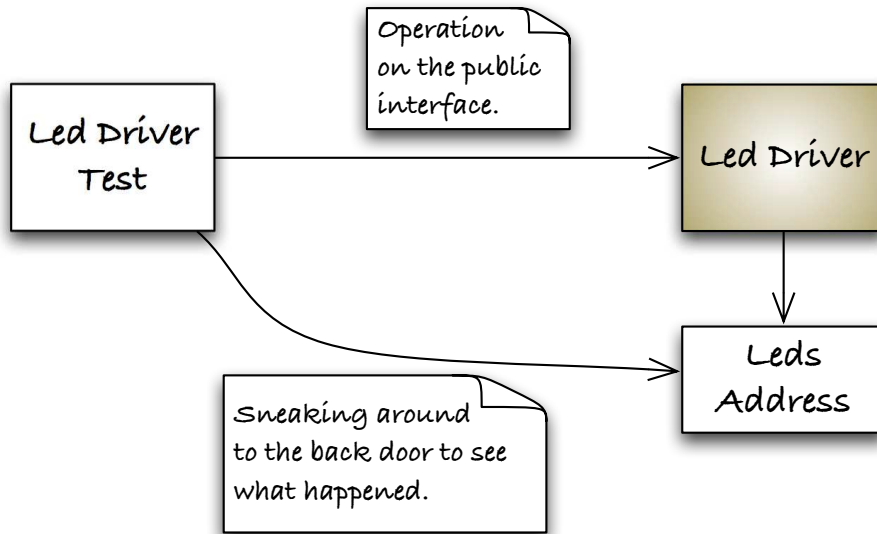 Operation
on the public
interface.
Led Driver
Test
Led Driver
Leds
Address
Sneaking around
to the back door to see
what happened.